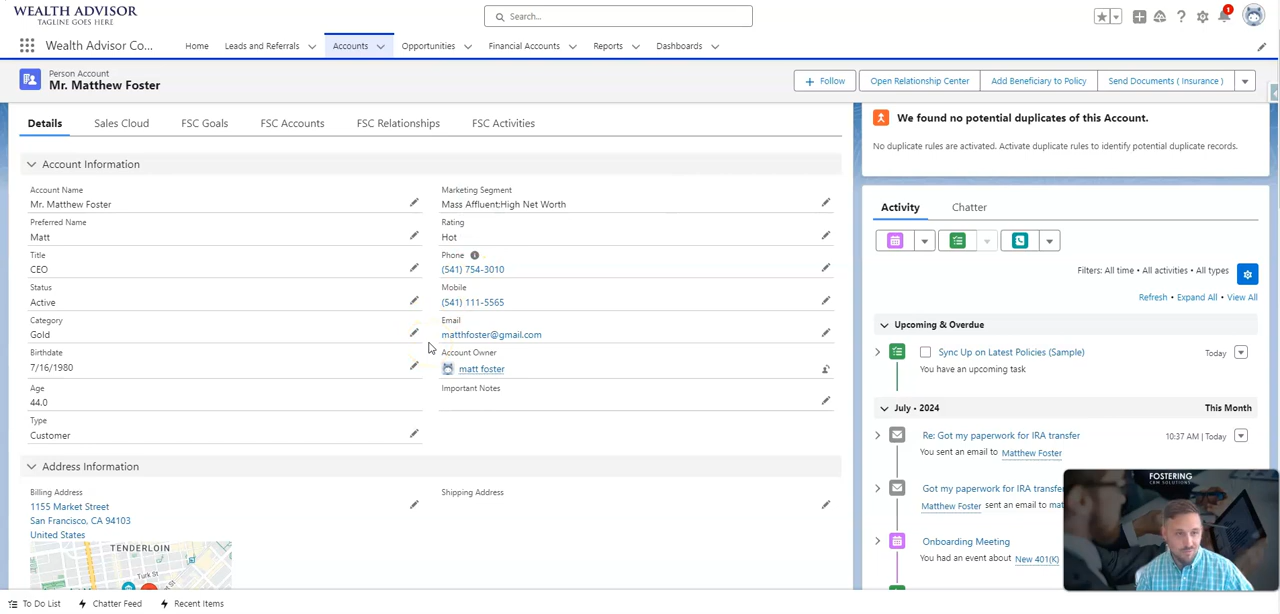 WEALTH ADVISOR
TAGLINE GOES HERE
Search...
1
Wealth Advisor Co...
Home
Leads and Referrals
Accounts
Opportunities
Financial Accounts
Reports
Dashboards
Person Account
Mr. Matthew Foster
+ Follow
Open Relationship Center
Add Beneficiary to Policy
Send Documents ( Insurance )
Details
Sales Cloud
FSC Goals
FSC Accounts
FSC Relationships
FSC Activities
Account Information
Account Name
Mr. Matthew Foster
Preferred Name
Matt
Title
CEO
Status
Active
Category
Gold
Birthdate
7/16/1980
Age
44.0
Type
Customer
Marketing Segment
Mass Affluent;High Net Worth
Rating
Hot
Phone
(541) 754-3010
Mobile
(541) 111-5565
Email
matthfoster@gmail.com
Account Owner
matt foster
Important Notes
Address Information
Billing Address
1155 Market Street
San Francisco, CA 94103
United States
TENDERLOIN
Turk St
Shipping Address
We found no potential duplicates of this Account.
No duplicate rules are activated. Activate duplicate rules to identify potential duplicate records.
Activity
Chatter
Filters: All time • All activities • All types
Refresh • Expand All • View All
Upcoming & Overdue
Sync Up on Latest Policies (Sample)
Today
You have an upcoming task
July • 2024
This Month
Re: Got my paperwork for IRA transfer
10:37 AM | Today
You sent an email to Matthew Foster
Got my paperwork for IRA transfer
Matthew Foster sent an email to mat
Onboarding Meeting
You had an event about New 401(K)
FOSTERING
CRM SOLUTIONS
To Do List
Chatter Feed
Recent Items